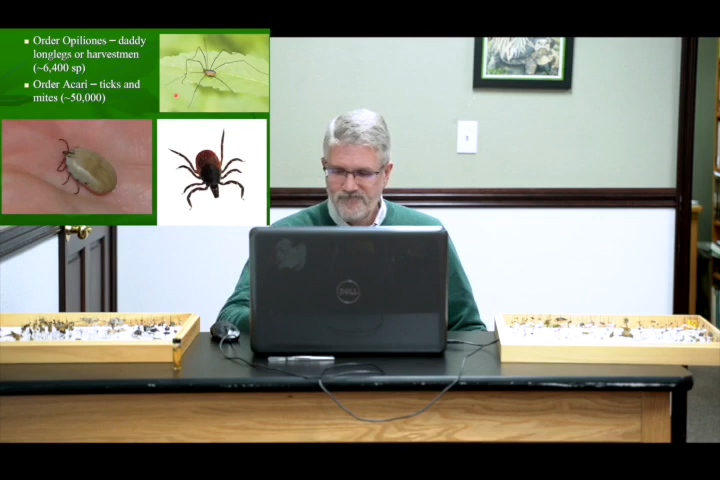 Order Opiliones – daddy
longlegs or harvestmen
(~6,400 sp)
Order Acari – ticks and
mites (~50,000)
DELL